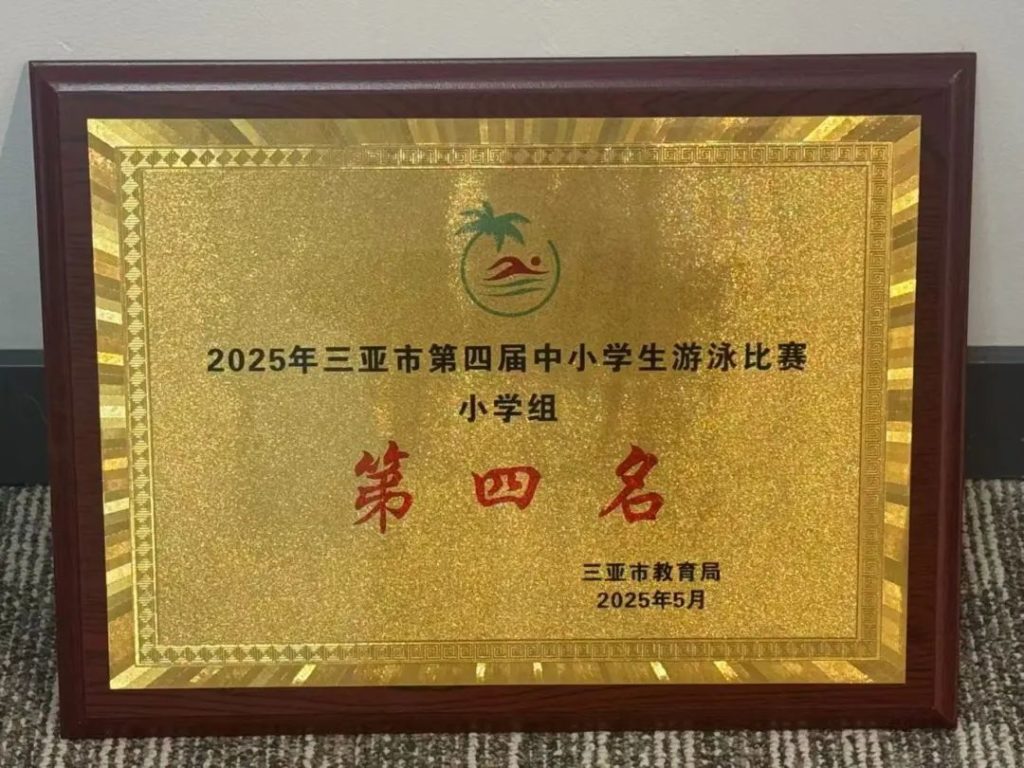 2025年三亚市第四届中小学生游泳比赛
小学组
第四名
三亚市教育局
2025年5月